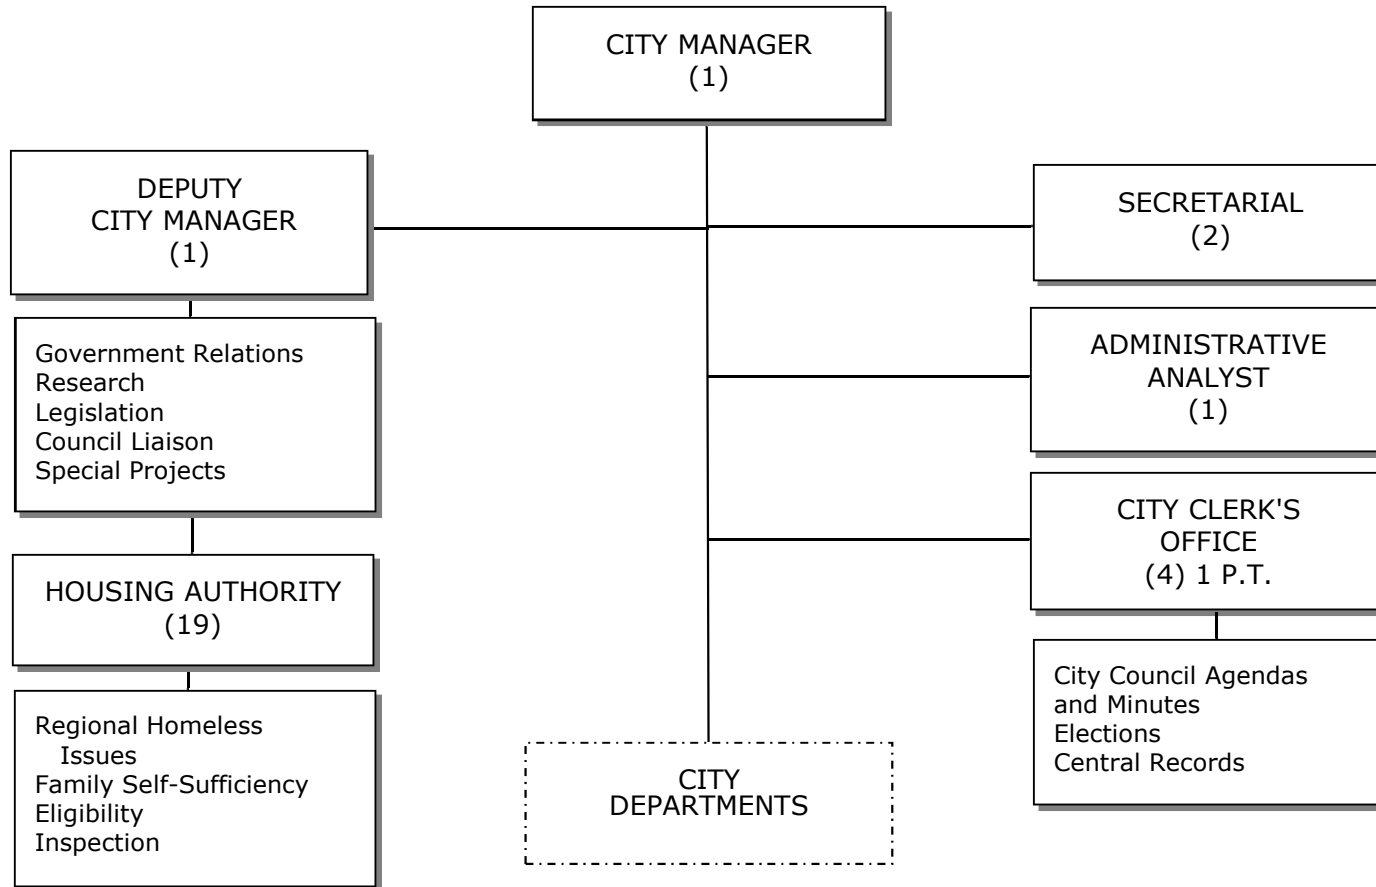 CITY MANAGER
(1)
DEPUTY
CITY MANAGER
(1)
Government Relations
Research
Legislation
Council Liaison
Special Projects
HOUSING AUTHORITY
(19)
Regional Homeless
Issues
Family Self-Sufficiency
Eligibility
Inspection
SECRETARIAL
(2)
ADMINISTRATIVE
ANALYST
(1)
CITY CLERK'S
OFFICE
(4) 1 P.T.
City Council Agendas
and Minutes
Elections
Central Records
CITY
DEPARTMENTS